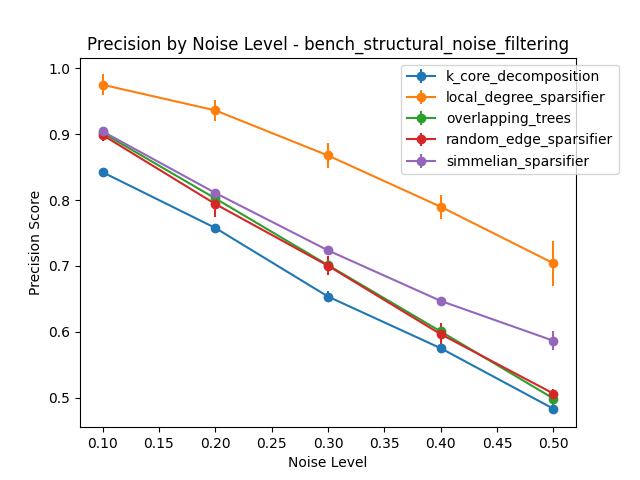 Precision by Noise Level - bench_structural_noise_filtering
k_core_decomposition
local_degree_sparsifier
overlapping_trees
random_edge_sparsifier
simmelian_sparsifier
Precision Score
1.0
0.9
0.8
0.7
0.6
0.5
0.10 0.15 0.20 0.25 0.30 0.35 0.40 0.45 0.50
Noise Level